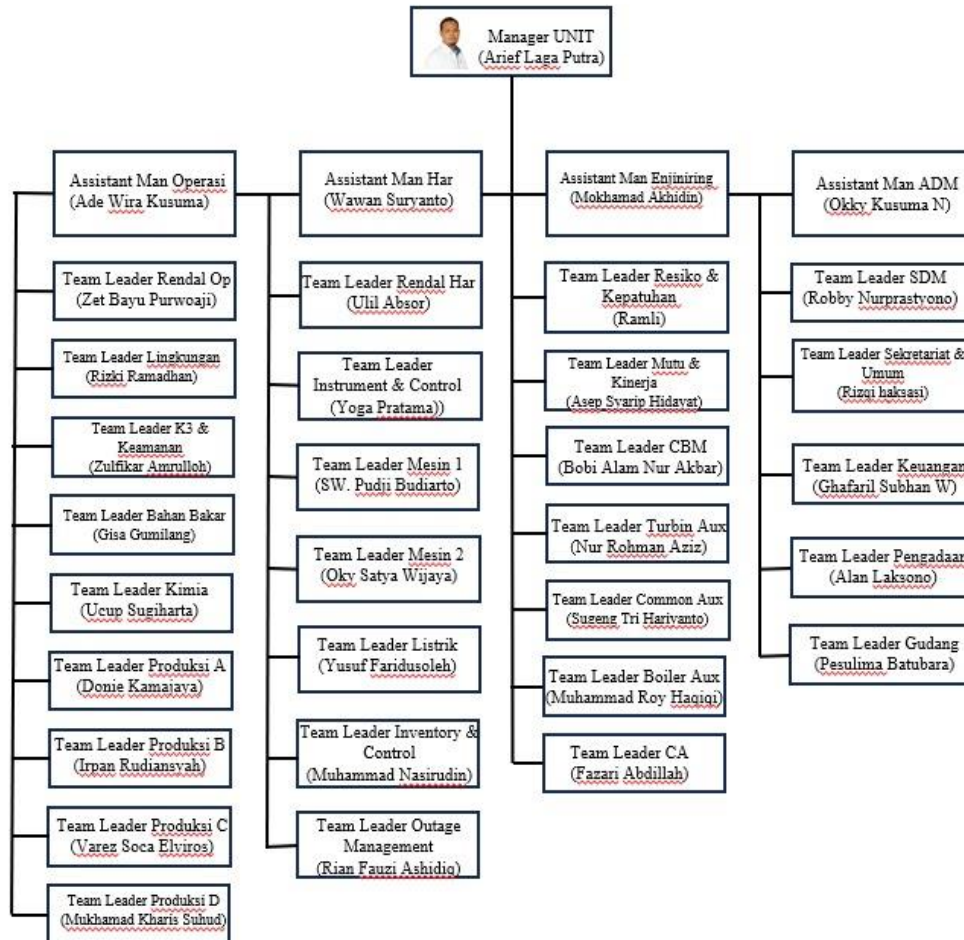 Manager UNIT
(Arief Laga Putra)
Assistant Man Operasi
(Ade Wira Kusuma)
Team Leader Rendal Op
(Zet Bayu Purwoaji)
Team Leader Lingkungan
(Rizki Ramadhan)
Team Leader K3 &
Keamanan
(Zulfikar Amrulloh)
Team Leader Bahan Bakar
(Gisa Gumilang)
Team Leader Kimia
(Ucup Sugiharta)
Team Leader Produksi A
(Donie Kamajaya)
Team Leader Produksi B
(Irpan Rudiansyah)
Team Leader Produksi C
(Varez Soca Elviros)
Team Leader Produksi D
(Mukhamad Kharis Suhud)
Assistant Man Har
(Wawan Suryanto)
Team Leader Rendal Har
(Ulil Absor)
Team Leader
Instrument & Control
(Yoga Pratama))
Team Leader Mesin 1
(SW. Pudji Budiarto)
Team Leader Mesin 2
(Oky Satya Wijaya)
Team Leader Listrik
(Yusuf Faridusoleh)
Team Leader Inventory &
Control
(Muhammad Nasirudin)
Team Leader Outage
Management
(Rian Fauzi Ashidiq)
Assistant Man Enjiniring
(Mokhamad Akhidin)
Team Leader Resiko &
Kepatuhan
(Ramli)
Team Leader Mutu &
Kinerja
(Asep Syarip Hidayat)
Team Leader CBM
(Bobi Alam Nur Akbar)
Team Leader Turbin Aux
(Nur Rohman Aziz)
Team Leader Common Aux
(Sugeng Tri Hariyanto)
Team Leader Boiler Aux
(Muhammad Roy Haqiqi)
Team Leader CA
(Fazari Abdillah)
Assistant Man ADM
(Okky Kusuma N)
Team Leader SDM
(Robby Nurprastyono)
Team Leader Sekretariat &
Umum
(Rizqi haksasi)
Team Leader Keuangan
(Ghafaril Subhan W)
Team Leader Pengadaan
(Alan Laksono)
Team Leader Gudang
(Pesulima Batubara)